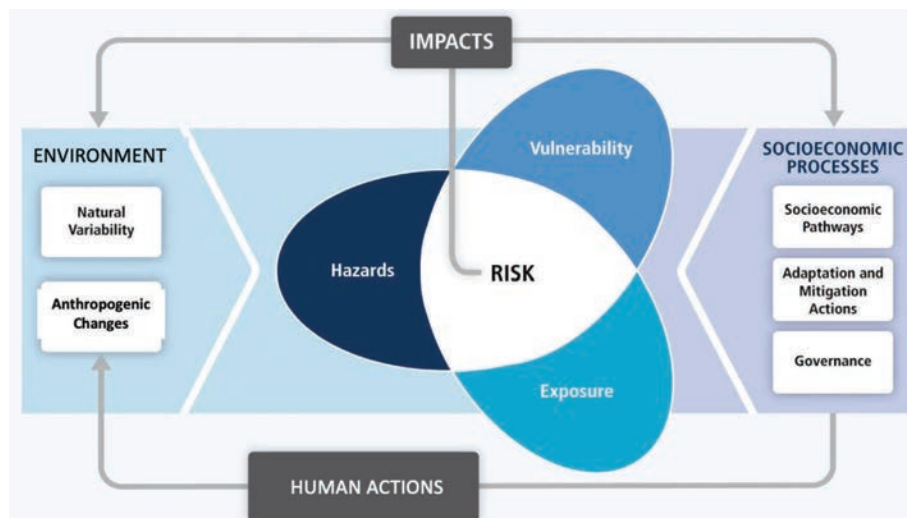 IMPACTS
ENVIRONMENT
Natural
Variability
Anthropogenic
Changes
Hazards
Vulnerability
RISK
Exposure
SOCIOECONOMIC
PROCESSES
Socioeconomic
Pathways
Adaptation and
Mitigation
Actions
Governance
HUMAN ACTIONS